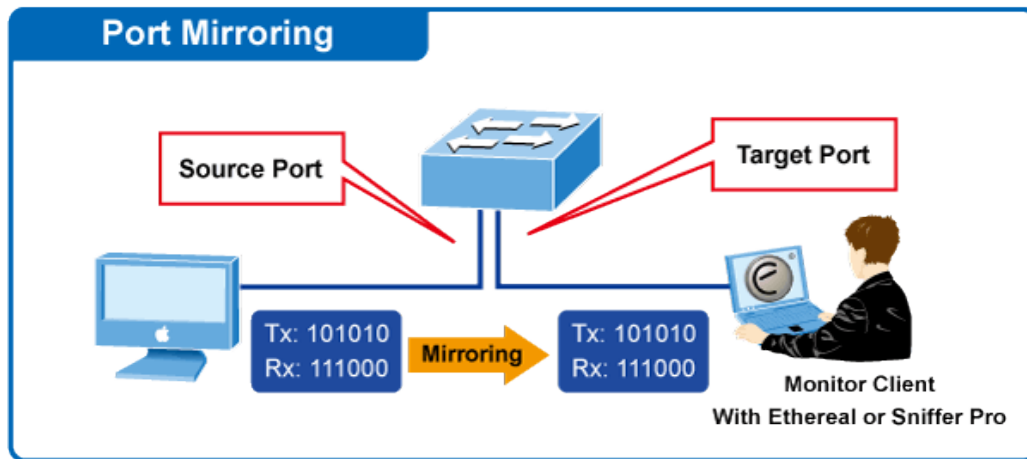 Port Mirroring
Source Port
Target Port
Tx: 101010
Rx: 111000
Mirroring
Tx: 101010
Rx: 111000
Monitor Client
With Ethereal or Sniffer Pro